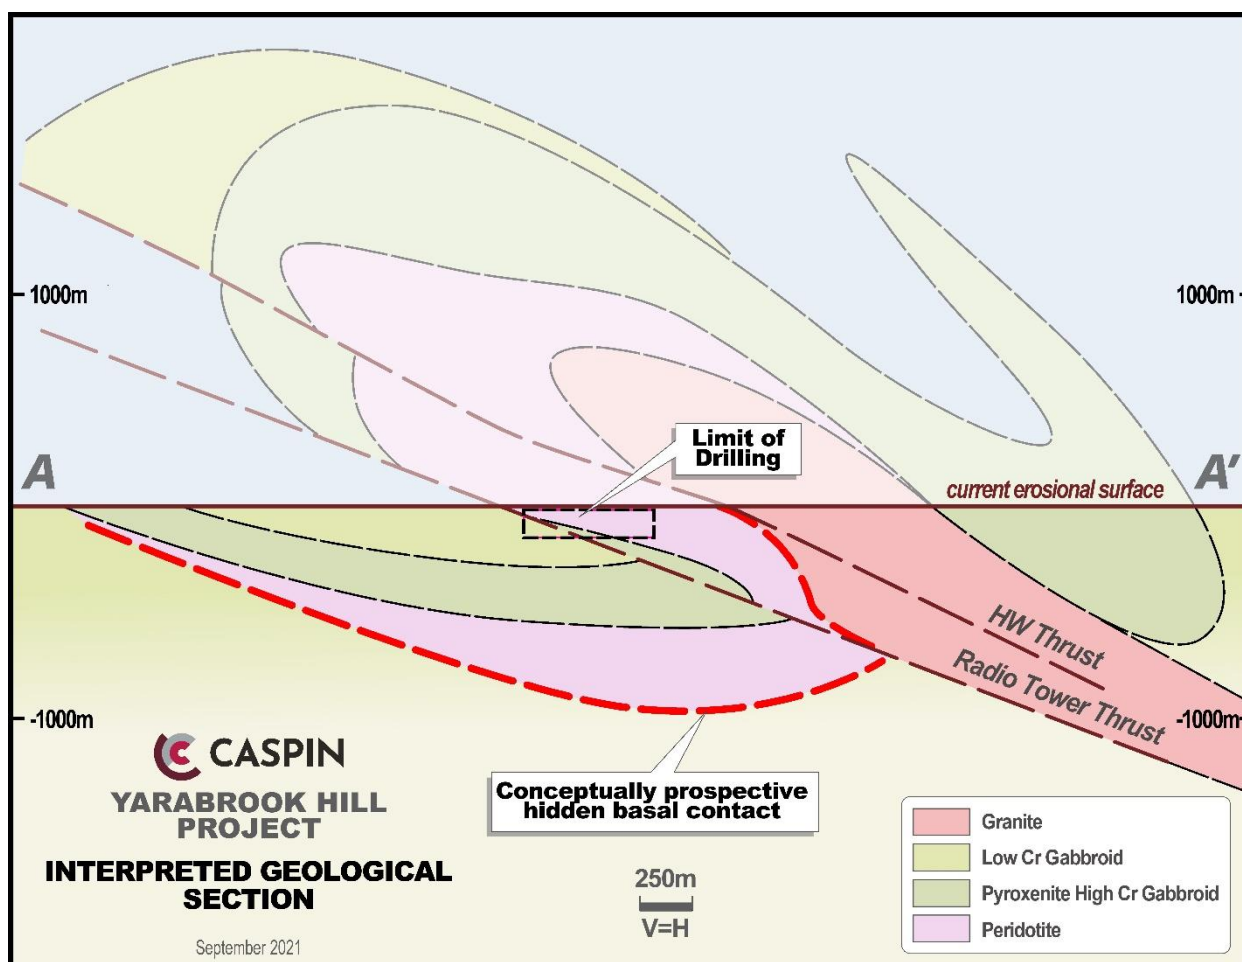 1000m
1000m
Limit of
Drilling
A
A'
current erosional surface
HW Thrust
Radio Tower Thrust
-1000m
-1000m
CASPIN
YARABROOK HILL
PROJECT
INTERPRETED GEOLOGICAL
SECTION
September 2021
Conceptually prospective
hidden basal contact
250m
V=H
Granite
Low Cr Gabbroid
Pyroxenite High Cr Gabbroid
Peridotite